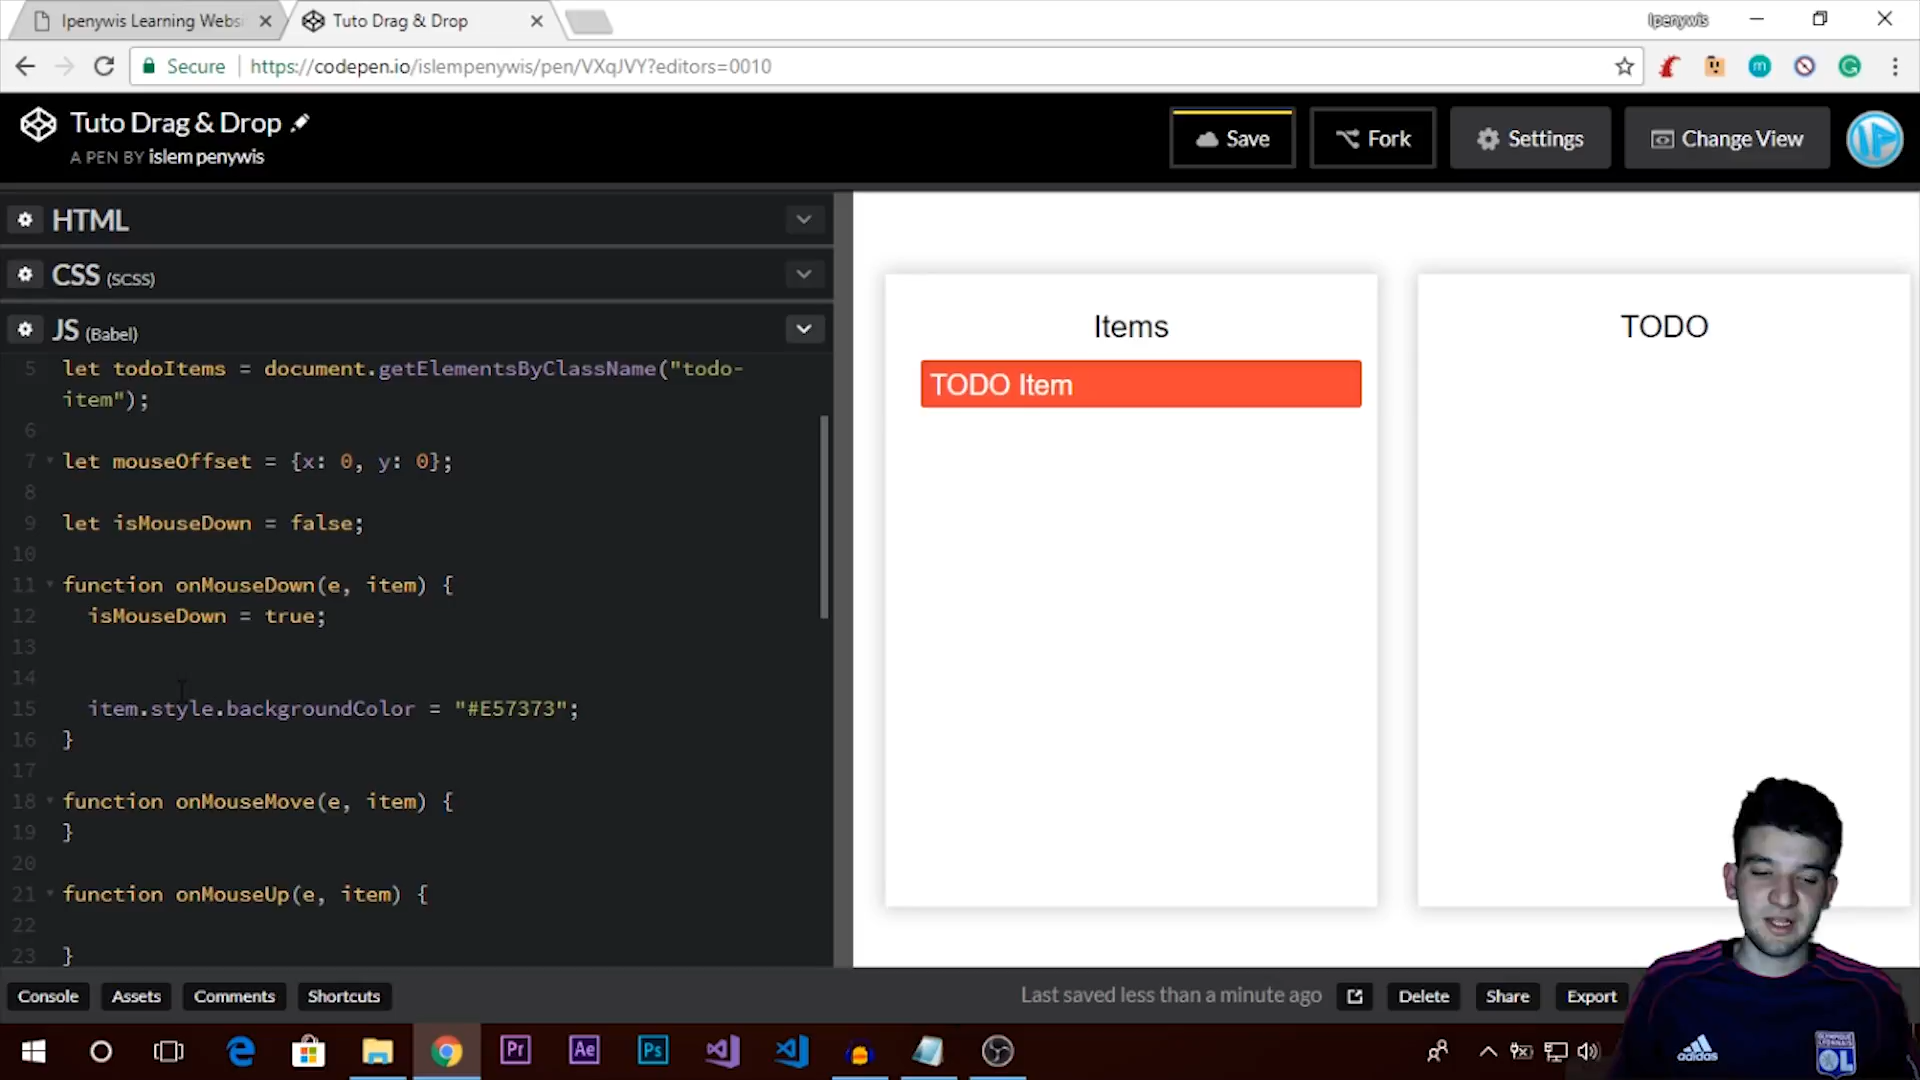 Ipenywis Learning Webs
Tuto Drag & Drop
Ipenywis
Secure
https://codepen.io/islempenywis/pen/VXqJVY?editors=0010
Tuto Drag & Drop
A PEN BY islem penywis
Save
Fork
Settings
Change View
HTML
CSS (SCSS)
JS (Babel)
5 let todoItems = document.getElementsByClassName("todo-
item");
6
7 let mouseOffset = {x: 0, y: 0};
8
9 let isMouseDown = false;
10
11 function onMouseDown(e, item) {
12 isMouseDown = true;
13
14
15 item.style.backgroundColor = "#E57373";
16 }
17
18 function onMouseMove(e, item) {
19 }
20
21 function onMouseUp(e, item) {
22
23 }
Items
TODO Item
TODO
Console
Assets
Comments
Shortcuts
Last saved less than a minute ago
Delete
Share
Export
Pr
Ae
Ps
adidas
OL